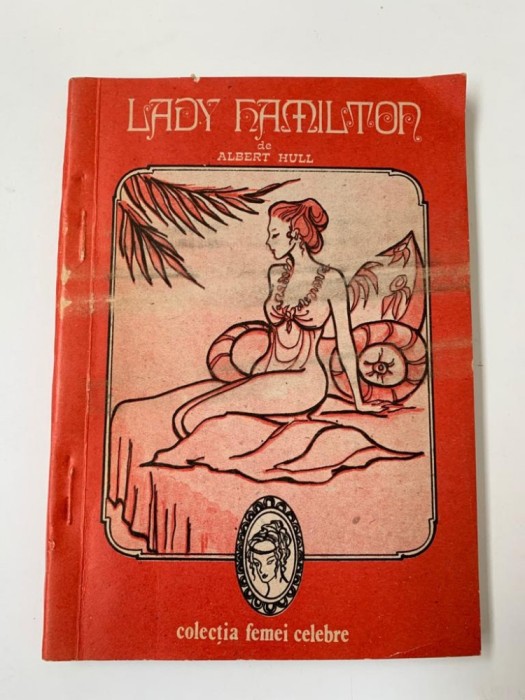 LADY HAMILTON
de
ALBERT HULL
colecția femei celebre